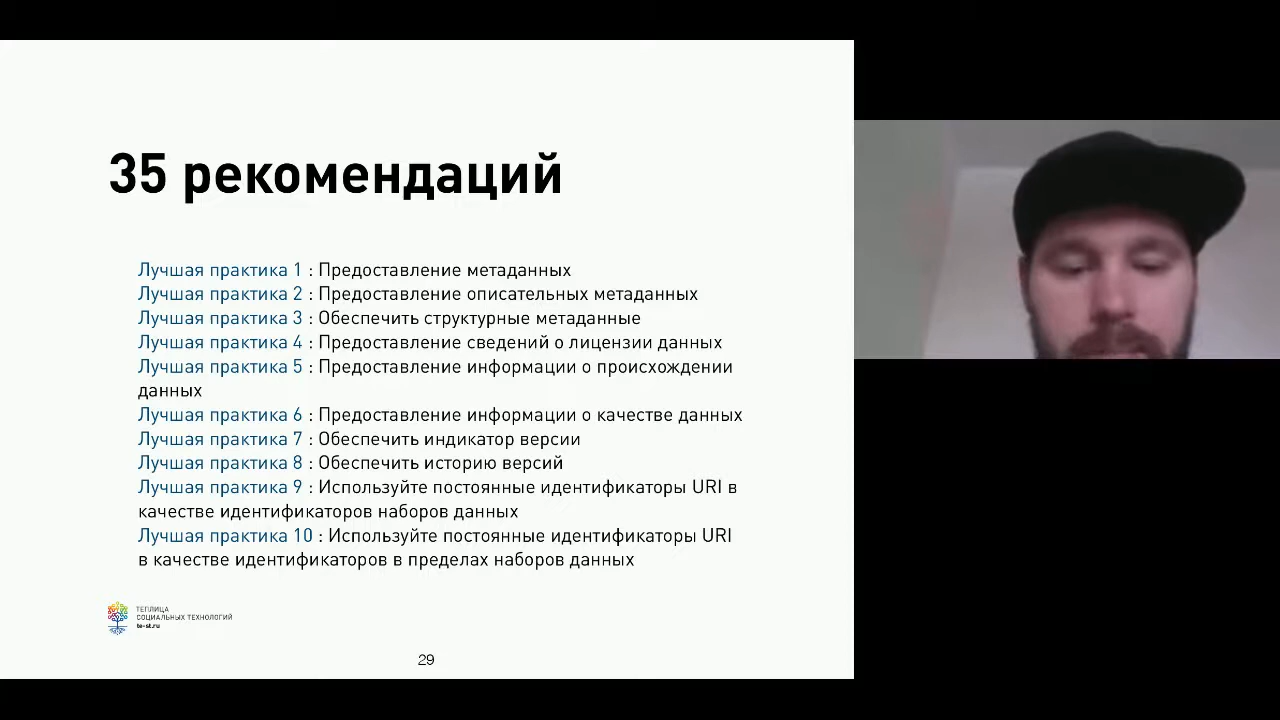 35 рекомендаций
Лучшая практика 1 : Предоставление метаданных
Лучшая практика 2 : Предоставление описательных метаданных
Лучшая практика 3 : Обеспечить структурные метаданные
Лучшая практика 4 : Предоставление сведений о лицензии данных
Лучшая практика 5 : Предоставление информации о происхождении
данных
Лучшая практика 6 : Предоставление информации о качестве данных
Лучшая практика 7 : Обеспечить индикатор версии
Лучшая практика 8 : Обеспечить историю версий
Лучшая практика 9 : Используйте постоянные идентификаторы URI в
качестве идентификаторов наборов данных
Лучшая практика 10 : Используйте постоянные идентификаторы URI
в качестве идентификаторов в пределах наборов данных
ТЕПЛИЦА
СОЦИАЛЬНЫХ ТЕХНОЛОГИЙ
te-st.ru
29